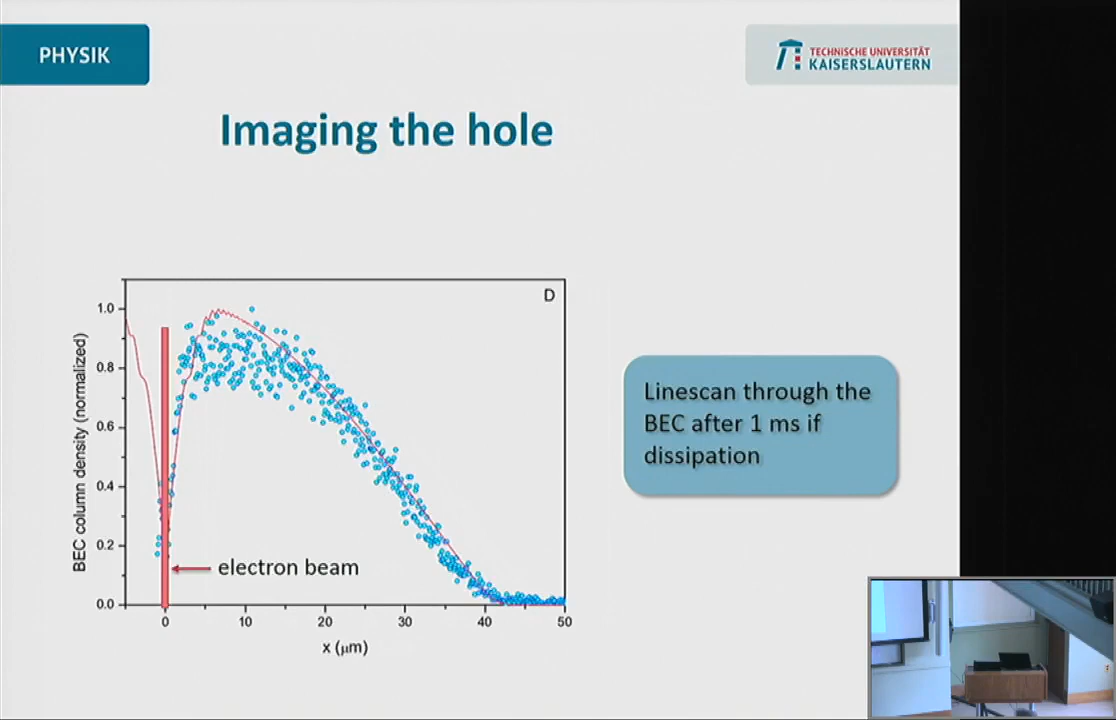 PHYSIK
TECHNISCHE UNIVERSITÄT
KAISERSLAUTERN
Imaging the hole
D
1.0
0.8
0.6
0.4
0.2
0.0
BEC column density (normalized)
electron beam
0 10 20 30 40 50
x (μm)
Linescan through the
BEC after 1 ms if
dissipation